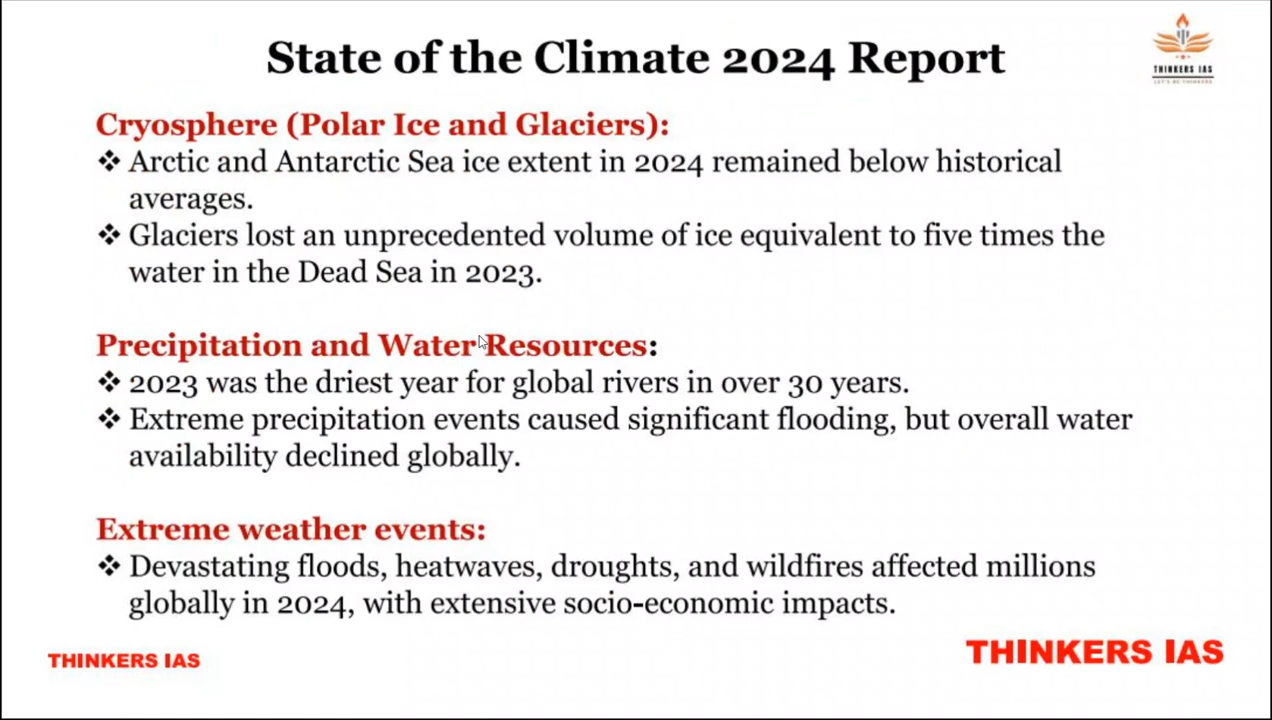 State of the Climate 2024 Report
THINKERS IAS
LET'S BE THINKERS
Cryosphere (Polar Ice and Glaciers):
❖ Arctic and Antarctic Sea ice extent in 2024 remained below historical
averages.
❖ Glaciers lost an unprecedented volume of ice equivalent to five times the
water in the Dead Sea in 2023.
Precipitation and Water Resources:
❖ 2023 was the driest year for global rivers in over 30 years.
❖ Extreme precipitation events caused significant flooding, but overall water
availability declined globally.
Extreme weather events:
❖ Devastating floods, heatwaves, droughts, and wildfires affected millions
globally in 2024, with extensive socio-economic impacts.
THINKERS IAS
THINKERS IAS